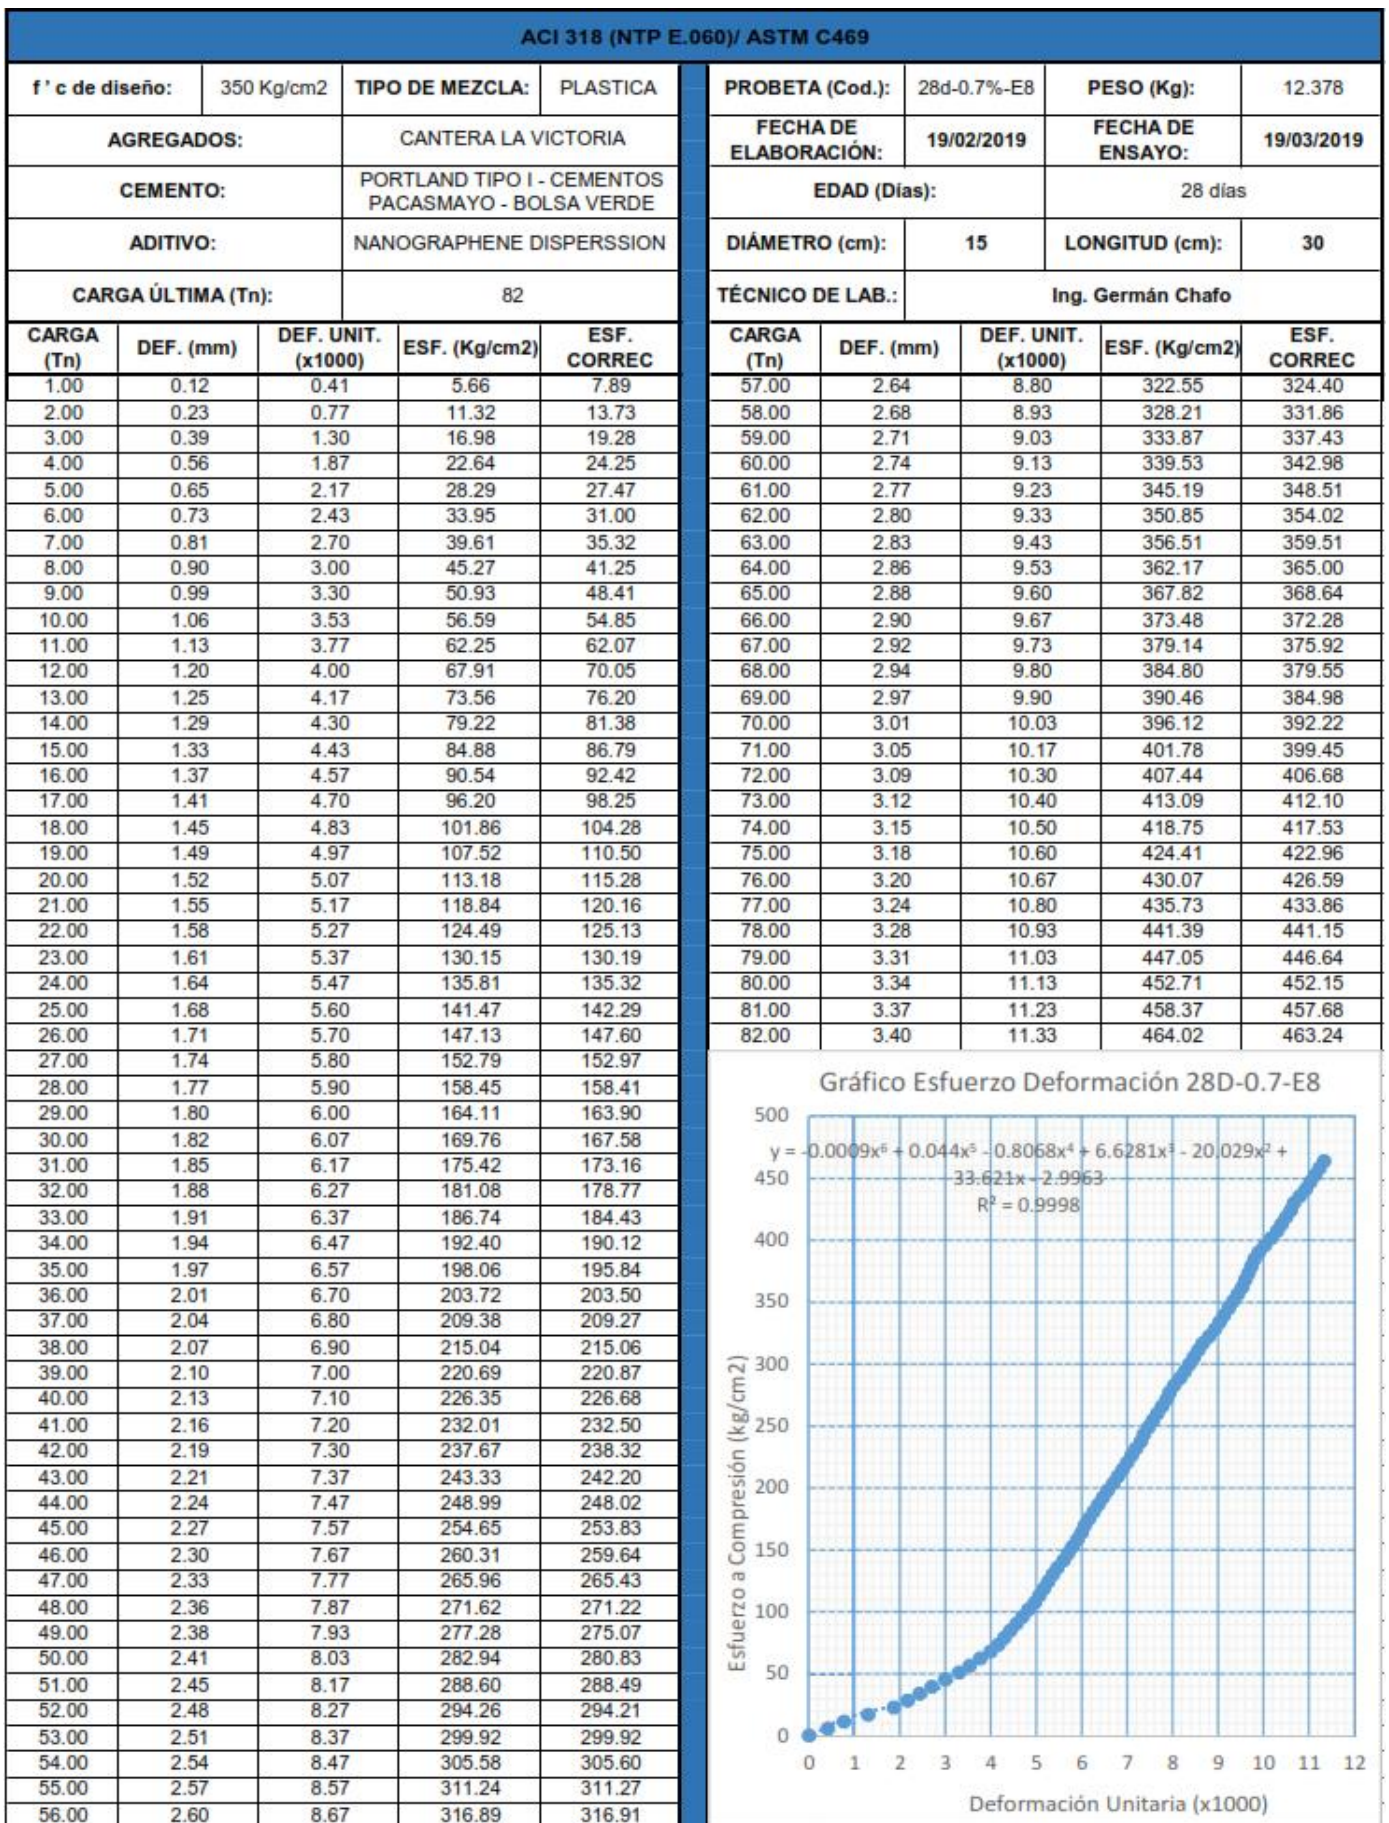 ACI 318 (NTP E.060)/ ASTM C469
f ' c de diseño: 350 Kg/cm2 TIPO DE MEZCLA: PLASTICA PROBETA (Cod.): 28d-0.7%-E8 PESO (Kg): 12.378
AGREGADOS: CANTERA LA VICTORIA FECHA DE ELABORACIÓN: 19/02/2019 FECHA DE ENSAYO: 19/03/2019
CEMENTO: PORTLAND TIPO I - CEMENTOS PACASMAYO - BOLSA VERDE EDAD (Días): 28 días
ADITIVO: NANOGRAPHENE DISPERSSION DIÁMETRO (cm): 15 LONGITUD (cm): 30
CARGA ÚLTIMA (Tn): 82 TÉCNICO DE LAB.: Ing. Germán Chafo
CARGA (Tn) DEF. (mm) DEF. UNIT. (x1000) ESF. (Kg/cm2) ESF. CORREC
1.00 0.12 0.41 5.66 7.89
2.00 0.23 0.77 11.32 13.73
3.00 0.39 1.30 16.98 19.28
4.00 0.56 1.87 22.64 24.25
5.00 0.65 2.17 28.29 27.47
6.00 0.73 2.43 33.95 31.00
7.00 0.81 2.70 39.61 35.32
8.00 0.90 3.00 45.27 41.25
9.00 0.99 3.30 50.93 48.41
10.00 1.06 3.53 56.59 54.85
11.00 1.13 3.77 62.25 62.07
12.00 1.20 4.00 67.91 70.05
13.00 1.25 4.17 73.56 76.20
14.00 1.29 4.30 79.22 81.38
15.00 1.33 4.43 84.88 86.79
16.00 1.37 4.57 90.54 92.42
17.00 1.41 4.70 96.20 98.25
18.00 1.45 4.83 101.86 104.28
19.00 1.49 4.97 107.52 110.50
20.00 1.52 5.07 113.18 115.28
21.00 1.55 5.17 118.84 120.16
22.00 1.58 5.27 124.49 125.13
23.00 1.61 5.37 130.15 130.19
24.00 1.64 5.47 135.81 135.32
25.00 1.68 5.60 141.47 142.29
26.00 1.71 5.70 147.13 147.60
27.00 1.74 5.80 152.79 152.97
28.00 1.77 5.90 158.45 158.41
29.00 1.80 6.00 164.11 163.90
30.00 1.82 6.07 169.76 167.58
31.00 1.85 6.17 175.42 173.16
32.00 1.88 6.27 181.08 178.77
33.00 1.91 6.37 186.74 184.43
34.00 1.94 6.47 192.40 190.12
35.00 1.97 6.57 198.06 195.84
36.00 2.01 6.70 203.72 203.50
37.00 2.04 6.80 209.38 209.27
38.00 2.07 6.90 215.04 215.06
39.00 2.10 7.00 220.69 220.87
40.00 2.13 7.10 226.35 226.68
41.00 2.16 7.20 232.01 232.50
42.00 2.19 7.30 237.67 238.32
43.00 2.21 7.37 243.33 242.20
44.00 2.24 7.47 248.99 248.02
45.00 2.27 7.57 254.65 253.83
46.00 2.30 7.67 260.31 259.64
47.00 2.33 7.77 265.96 265.43
48.00 2.36 7.87 271.62 271.22
49.00 2.38 7.93 277.28 275.07
50.00 2.41 8.03 282.94 280.83
51.00 2.45 8.17 288.60 288.49
52.00 2.48 8.27 294.26 294.21
53.00 2.51 8.37 299.92 299.92
54.00 2.54 8.47 305.58 305.60
55.00 2.57 8.57 311.24 311.27
56.00 2.60 8.67 316.89 316.91
CARGA (Tn) DEF. (mm) DEF. UNIT. (x1000) ESF. (Kg/cm2) ESF. CORREC
57.00 2.64 8.80 322.55 324.40
58.00 2.68 8.93 328.21 331.86
59.00 2.71 9.03 333.87 337.43
60.00 2.74 9.13 339.53 342.98
61.00 2.77 9.23 345.19 348.51
62.00 2.80 9.33 350.85 354.02
63.00 2.83 9.43 356.51 359.51
64.00 2.86 9.53 362.17 365.00
65.00 2.88 9.60 367.82 368.64
66.00 2.90 9.67 373.48 372.28
67.00 2.92 9.73 379.14 375.92
68.00 2.94 9.80 384.80 379.55
69.00 2.97 9.90 390.46 384.98
70.00 3.01 10.03 396.12 392.22
71.00 3.05 10.17 401.78 399.45
72.00 3.09 10.30 407.44 406.68
73.00 3.12 10.40 413.09 412.10
74.00 3.15 10.50 418.75 417.53
75.00 3.18 10.60 424.41 422.96
76.00 3.20 10.67 430.07 426.59
77.00 3.24 10.80 435.73 433.86
78.00 3.28 10.93 441.39 441.15
79.00 3.31 11.03 447.05 446.64
80.00 3.34 11.13 452.71 452.15
81.00 3.37 11.23 458.37 457.68
82.00 3.40 11.33 464.02 463.24
Gráfico Esfuerzo Deformación 28D-0.7-E8
y = -0.0009x⁶ + 0.044x⁵ - 0.8068x⁴ + 6.6281x³ - 20.029x² +
33.621x - 2.9963
R² = 0.9998
500
450
400
350
300
250
200
150
100
50
0
0 1 2 3 4 5 6 7 8 9 10 11 12
Esfuerzo a Compresión (kg/cm2)
Deformación Unitaria (x1000)